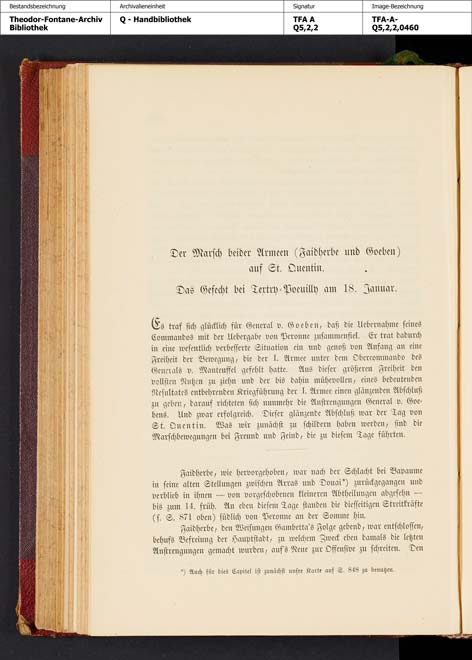 Bestandsbezeichnung
Archivalieneinheit
Signatur
Image-Bezeichnung
Theodor-Fontane-Archiv
Bibliothek
Q - Handbibliothek
TFA A
Q5,2,2
TFA-A-
Q5,2,2,0460
Der Marsch beider Armeen (Faidherbe und Goeben)
auf St. Quentin.
Das Gefecht bei Tertry-Poeuilly am 18. Januar.
Es traf sich glücklich für General v. Goeben, daß die Uebernahme seines
Commandos mit der Uebergabe von Peronne zusammenfiel. Er trat dadurch
in eine wesentlich verbesserte Situation ein und genoß von Anfang an eine
Freiheit der Bewegung, die der I. Armee unter dem Obercommando des
Generals v. Manteuffel gefehlt hatte. Aus dieser größeren Freiheit den
vollsten Nutzen zu ziehn und der bis dahin mühevollen, eines bedeutenden
Resultates entbehrenden Kriegführung der I. Armee einen glänzenden Abschluß
zu geben, darauf richteten sich nunmehr die Anstrengungen General v. Goe-
bens. Und zwar erfolgreich. Dieser glänzende Abschluß war der Tag von
St. Quentin. Was wir zunächst zu schildern haben werden, sind die
Marschbewegungen bei Freund und Feind, die zu diesem Tage führten.
Faidherbe, wie hervorgehoben, war nach der Schlacht bei Bapaume
in seine alten Stellungen zwischen Arras und Douai*) zurückgegangen und
verblieb in ihnen — von vorgeschobenen kleineren Abtheilungen abgesehn —
bis zum 14. früh. An eben diesem Tage standen die diesseitigen Streitkräfte
(s. S. 871 oben) südlich von Peronne an der Somme hin.
Faidherbe, den Weisungen Gambetta's Folge gebend, war entschlossen,
behufs Befreiung der Hauptstadt, zu welchem Zweck eben damals die letzten
Anstrengungen gemacht wurden, auf's Neue zur Offensive zu schreiten. Den
*) Auch für dies Capitel ist zunächst unsre Karte auf S. 848 zu benutzen.